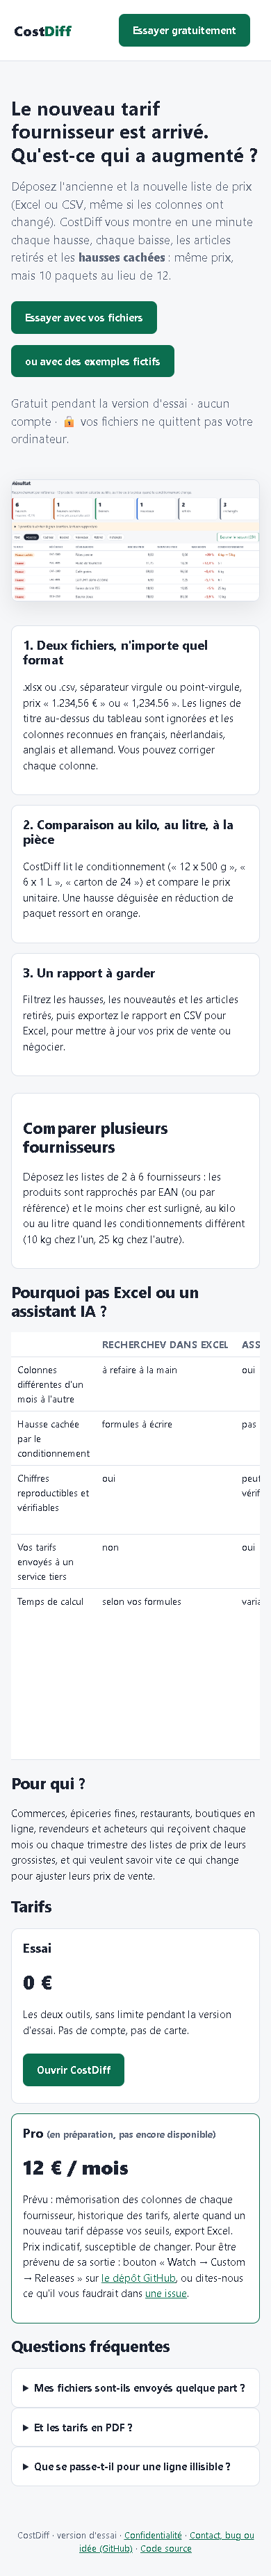 CostDiff
Essayer gratuitement
Le nouveau tarif
fournisseur est arrivé.
Qu'est-ce qui a augmenté ?
Déposez l'ancienne et la nouvelle liste de prix
(Excel ou CSV, même si les colonnes ont
changé). CostDiff vous montre en une minute
chaque hausse, chaque baisse, les articles
retirés et les hausses cachées : même prix,
mais 10 paquets au lieu de 12.
Essayer avec vos fichiers
ou avec des exemples fictifs
Gratuit pendant la version d'essai · aucun
compte · 🔒 vos fichiers ne quittent pas votre
ordinateur.
Résultat
1. Deux fichiers, n'importe quel
format
.xlsx ou .csv, séparateur virgule ou point-virgule,
prix « 1.234,56 € » ou « 1,234.56 ». Les lignes de
titre au-dessus du tableau sont ignorées et les
colonnes reconnues en français, néerlandais,
anglais et allemand. Vous pouvez corriger
chaque colonne.
2. Comparaison au kilo, au litre, à la
pièce
CostDiff lit le conditionnement (« 12 x 500 g », «
6 x 1 L », « carton de 24 ») et compare le prix
unitaire. Une hausse déguisée en réduction de
paquet ressort en orange.
3. Un rapport à garder
Filtrez les hausses, les nouveautés et les articles
retirés, puis exportez le rapport en CSV pour
Excel, pour mettre à jour vos prix de vente ou
négocier.
Comparer plusieurs
fournisseurs
Déposez les listes de 2 à 6 fournisseurs : les
produits sont rapprochés par EAN (ou par
référence) et le moins cher est surligné, au kilo
ou au litre quand les conditionnements diffèrent
(10 kg chez l'un, 25 kg chez l'autre).
Pourquoi pas Excel ou un
assistant IA ?
RECHERCHEV DANS EXCEL ASS
Colonnes
différentes d'un
mois à l'autre
à refaire à la main oui
Hausse cachée
par le
conditionnement
formules à écrire pas
Chiffres
reproductibles et
vérifiables
oui peut
vérif
Vos tarifs
envoyés à un
service tiers
non oui
Temps de calcul selon vos formules varia
Pour qui ?
Commerces, épiceries fines, restaurants, boutiques en
ligne, revendeurs et acheteurs qui reçoivent chaque
mois ou chaque trimestre des listes de prix de leurs
grossistes, et qui veulent savoir vite ce qui change
pour ajuster leurs prix de vente.
Tarifs
Essai
0 €
Les deux outils, sans limite pendant la version
d'essai. Pas de compte, pas de carte.
Ouvrir CostDiff
Pro (en préparation, pas encore disponible)
12 € / mois
Prévu : mémorisation des colonnes de chaque
fournisseur, historique des tarifs, alerte quand un
nouveau tarif dépasse vos seuils, export Excel.
Prix indicatif, susceptible de changer. Pour être
prévenu de sa sortie : bouton « Watch → Custom
→ Releases » sur le dépôt GitHub, ou dites-nous
ce qu'il vous faudrait dans une issue.
Questions fréquentes
▶ Mes fichiers sont-ils envoyés quelque part ?
▶ Et les tarifs en PDF ?
▶ Que se passe-t-il pour une ligne illisible ?
CostDiff · version d'essai · Confidentialité · Contact, bug ou
idée (GitHub) · Code source